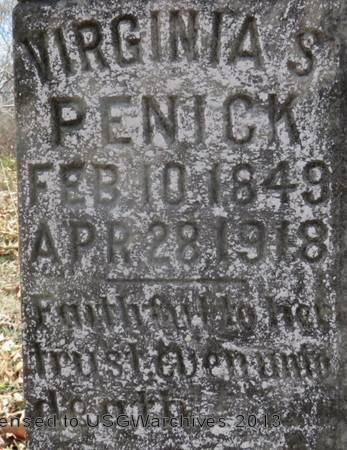 VIRGINIA S
PENICK
FEB. 10 1849
APR. 28 1918
Faithful to her
trust, even unto
death.
ensed to USGWarchives, 2013